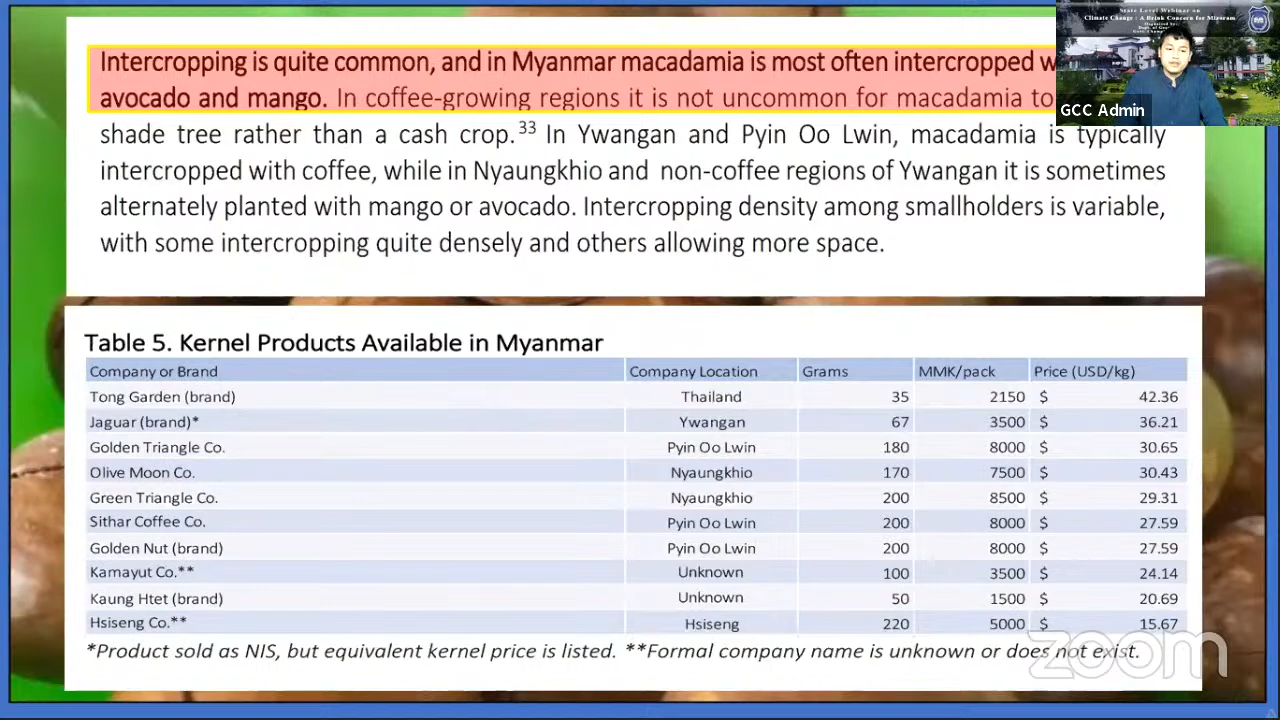 State Level Webinar on
Climate Change : A Brink Concern for Mizoram
GCC Admin
Intercropping is quite common, and in Myanmar macadamia is most often intercropped
avocado and mango. In coffee-growing regions it is not uncommon for macadamia to
shade tree rather than a cash crop.33 In Ywangan and Pyin Oo Lwin, macadamia is typically
intercropped with coffee, while in Nyaungkhio and non-coffee regions of Ywangan it is sometimes
alternately planted with mango or avocado. Intercropping density among smallholders is variable,
with some intercropping quite densely and others allowing more space.
Table 5. Kernel Products Available in Myanmar
Company or Brand Company Location Grams MMK/pack Price (USD/kg)
Tong Garden (brand) Thailand 35 2150 $ 42.36
Jaguar (brand)* Ywangan 67 3500 $ 36.21
Golden Triangle Co. Pyin Oo Lwin 180 8000 $ 30.65
Olive Moon Co. Nyaungkhio 170 7500 $ 30.43
Green Triangle Co. Nyaungkhio 200 8500 $ 29.31
Sithar Coffee Co. Pyin Oo Lwin 200 8000 $ 27.59
Golden Nut (brand) Pyin Oo Lwin 200 8000 $ 27.59
Kamayut Co.** Unknown 100 3500 $ 24.14
Kaung Htet (brand) Unknown 50 1500 $ 20.69
Hsiseng Co.** Hsiseng 220 5000 $ 15.67
*Product sold as NIS, but equivalent kernel price is listed. **Formal company name is unknown or does not exist.
zoom